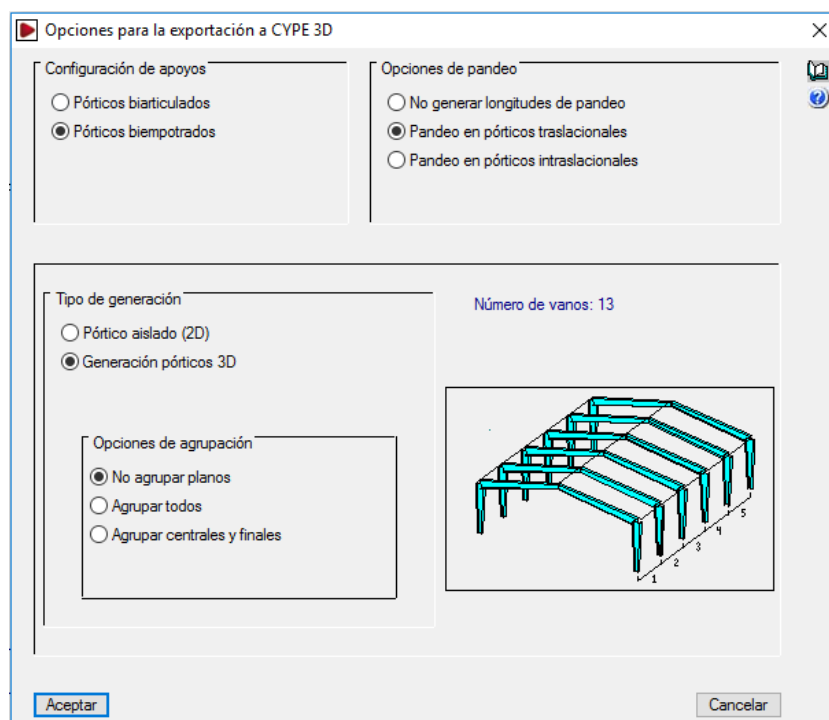 Opciones para la exportación a CYPE 3D
Configuración de apoyos
Pórticos biarticulados
Pórticos biempotrados
Opciones de pandeo
No generar longitudes de pandeo
Pandeo en pórticos traslacionales
Pandeo en pórticos intraslacionales
Tipo de generación
Pórtico aislado (2D)
Generación pórticos 3D
Opciones de agrupación
No agrupar planos
Agrupar todos
Agrupar centrales y finales
Número de vanos: 13
1 2 3 4 5
Aceptar
Cancelar